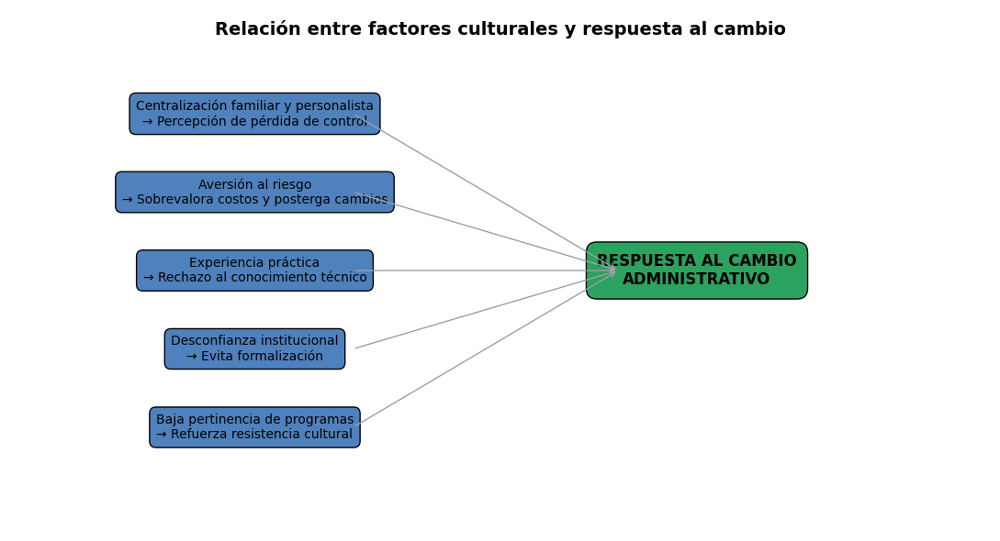 Relación entre factores culturales y respuesta al cambio
Centralización familiar y personalista
→ Percepción de pérdida de control
Aversión al riesgo
→ Sobrevalora costos y posterga cambios
Experiencia práctica
→ Rechazo al conocimiento técnico
Desconfianza institucional
→ Evita formalización
Baja pertinencia de programas
→ Refuerza resistencia cultural
RESPUESTA AL CAMBIO
ADMINISTRATIVO